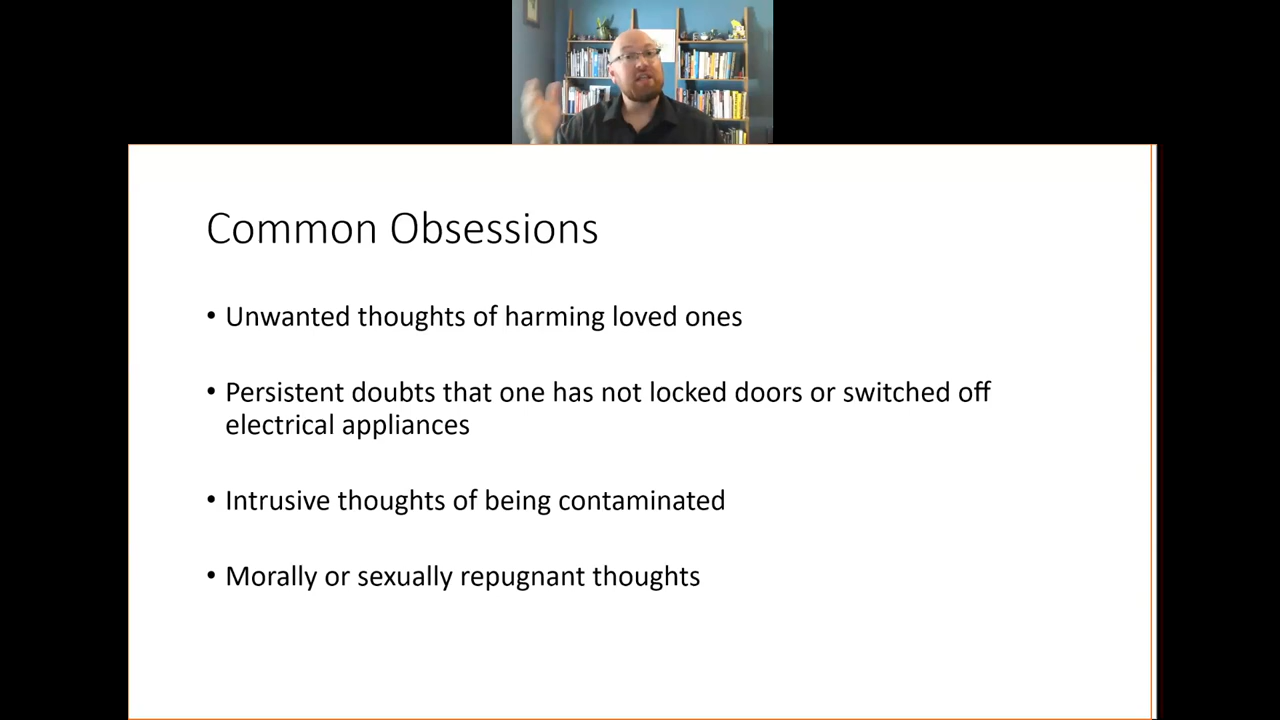 Common Obsessions
• Unwanted thoughts of harming loved ones
• Persistent doubts that one has not locked doors or switched off
electrical appliances
• Intrusive thoughts of being contaminated
• Morally or sexually repugnant thoughts